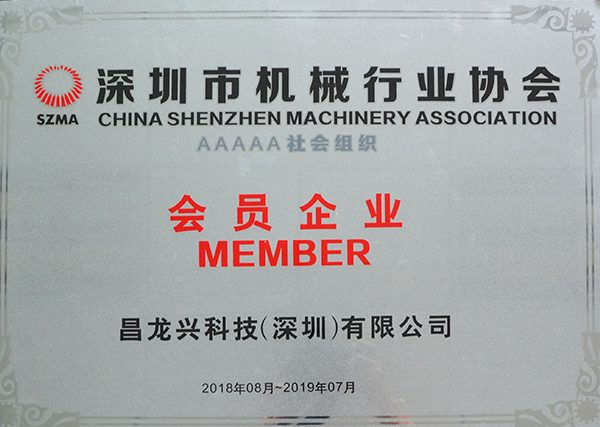 深圳市机械行业协会
SZMA
CHINA SHENZHEN MACHINERY ASSOCIATION
AAAAA社会组织
会员企业
MEMBER
昌龙兴科技(深圳)有限公司
2018年08月~2019年07月